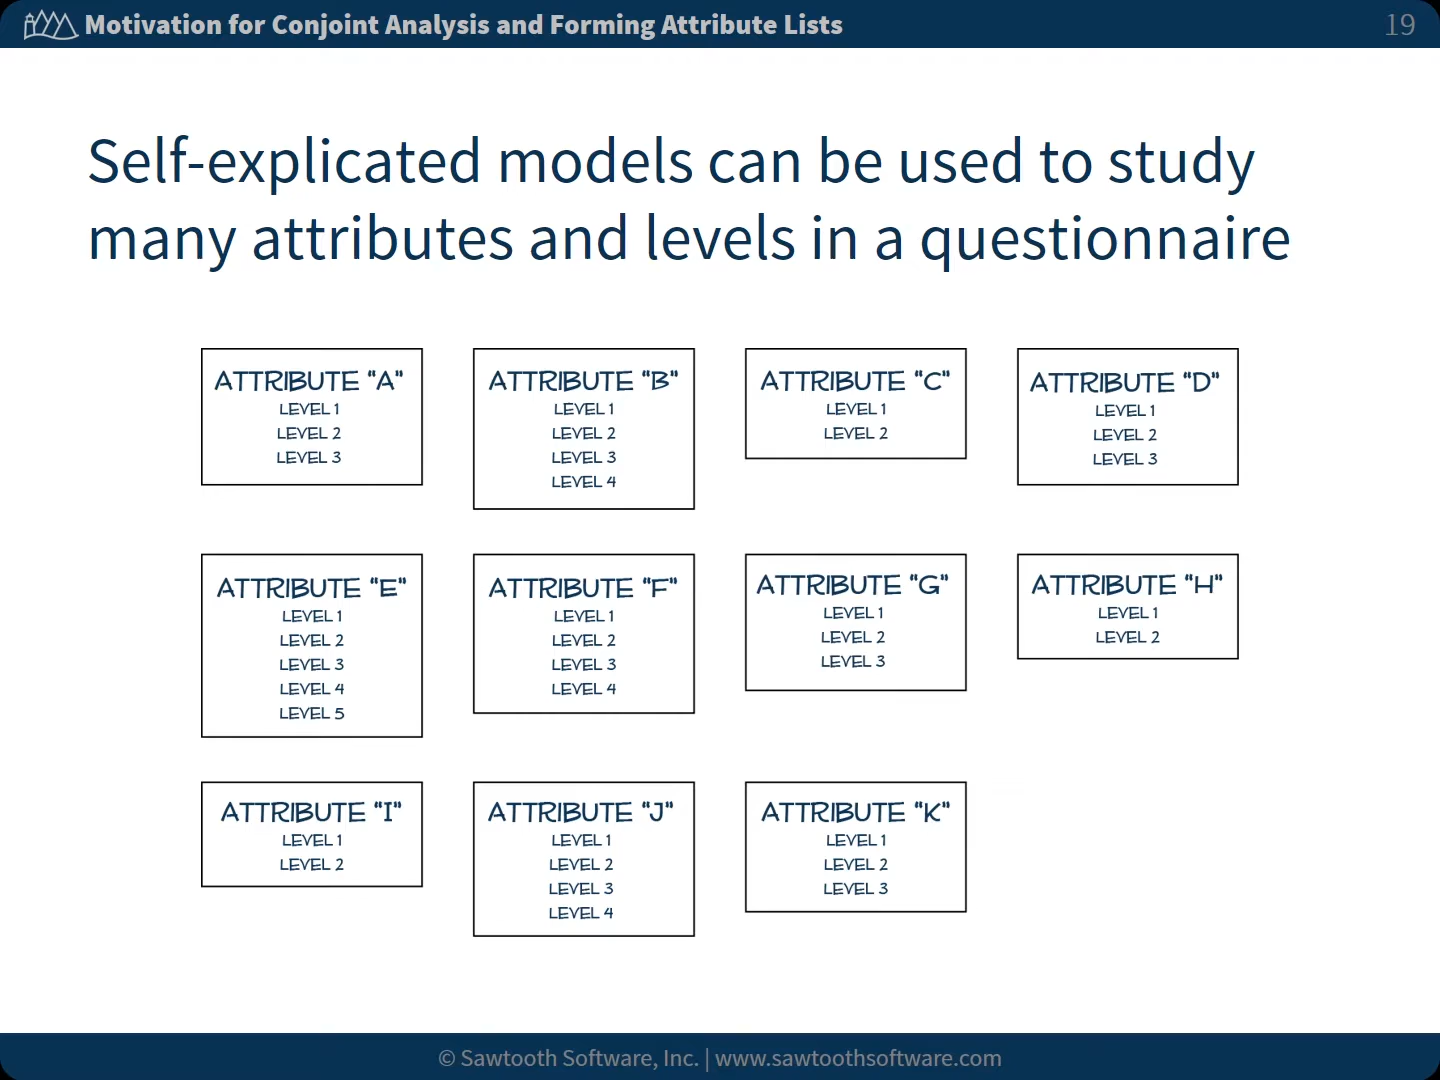 Motivation for Conjoint Analysis and Forming Attribute Lists
19
Self-explicated models can be used to study
many attributes and levels in a questionnaire
ATTRIBUTE "A"
LEVEL 1
LEVEL 2
LEVEL 3
ATTRIBUTE "B"
LEVEL 1
LEVEL 2
LEVEL 3
LEVEL 4
ATTRIBUTE "C"
LEVEL 1
LEVEL 2
ATTRIBUTE "D"
LEVEL 1
LEVEL 2
LEVEL 3
ATTRIBUTE "E"
LEVEL 1
LEVEL 2
LEVEL 3
LEVEL 4
LEVEL 5
ATTRIBUTE "F"
LEVEL 1
LEVEL 2
LEVEL 3
LEVEL 4
ATTRIBUTE "G"
LEVEL 1
LEVEL 2
LEVEL 3
ATTRIBUTE "H"
LEVEL 1
LEVEL 2
ATTRIBUTE "I"
LEVEL 1
LEVEL 2
ATTRIBUTE "J"
LEVEL 1
LEVEL 2
LEVEL 3
LEVEL 4
ATTRIBUTE "K"
LEVEL 1
LEVEL 2
LEVEL 3
© Sawtooth Software, Inc. | www.sawtoothsoftware.com